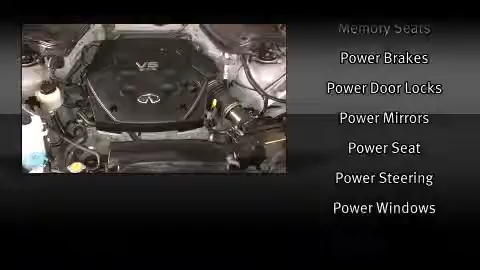 V6
Memory Seats
Power Brakes
Power Door Locks
Power Mirrors
Power Seat
Power Steering
Power Windows